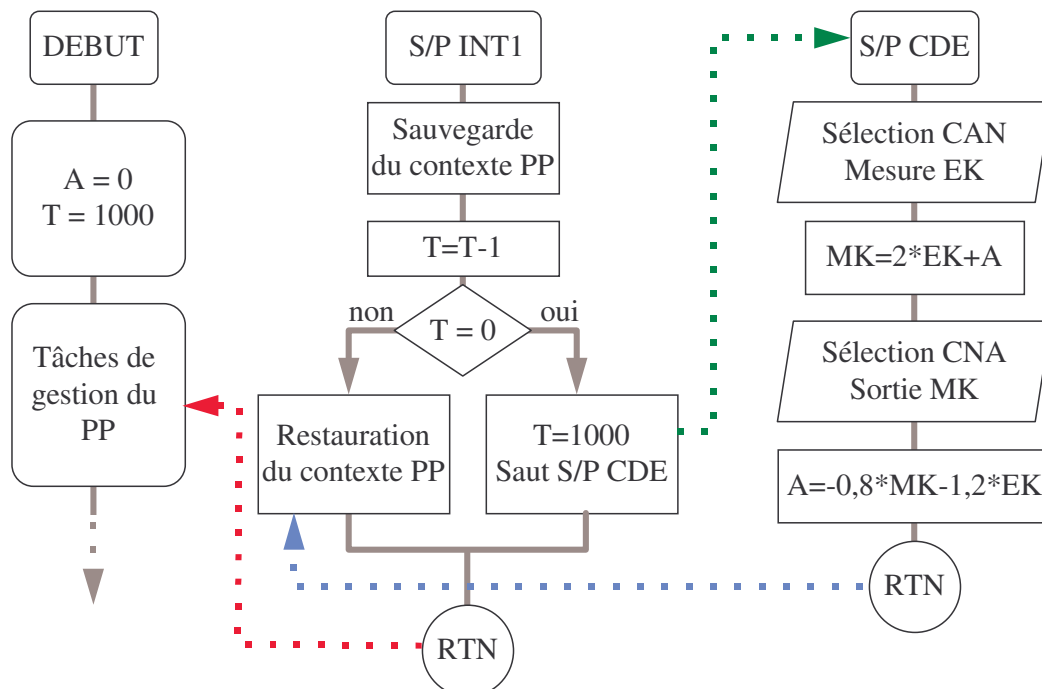 DEBUT
A = 0
T = 1000
Tâches de
gestion du
PP
S/P INT1
Sauvegarde
du contexte PP
T=T-1
non
T = 0
oui
Restauration
du contexte PP
T=1000
Saut S/P CDE
RTN
S/P CDE
Sélection CAN
Mesure EK
MK=2*EK+A
Sélection CNA
Sortie MK
A=-0,8*MK-1,2*EK
RTN